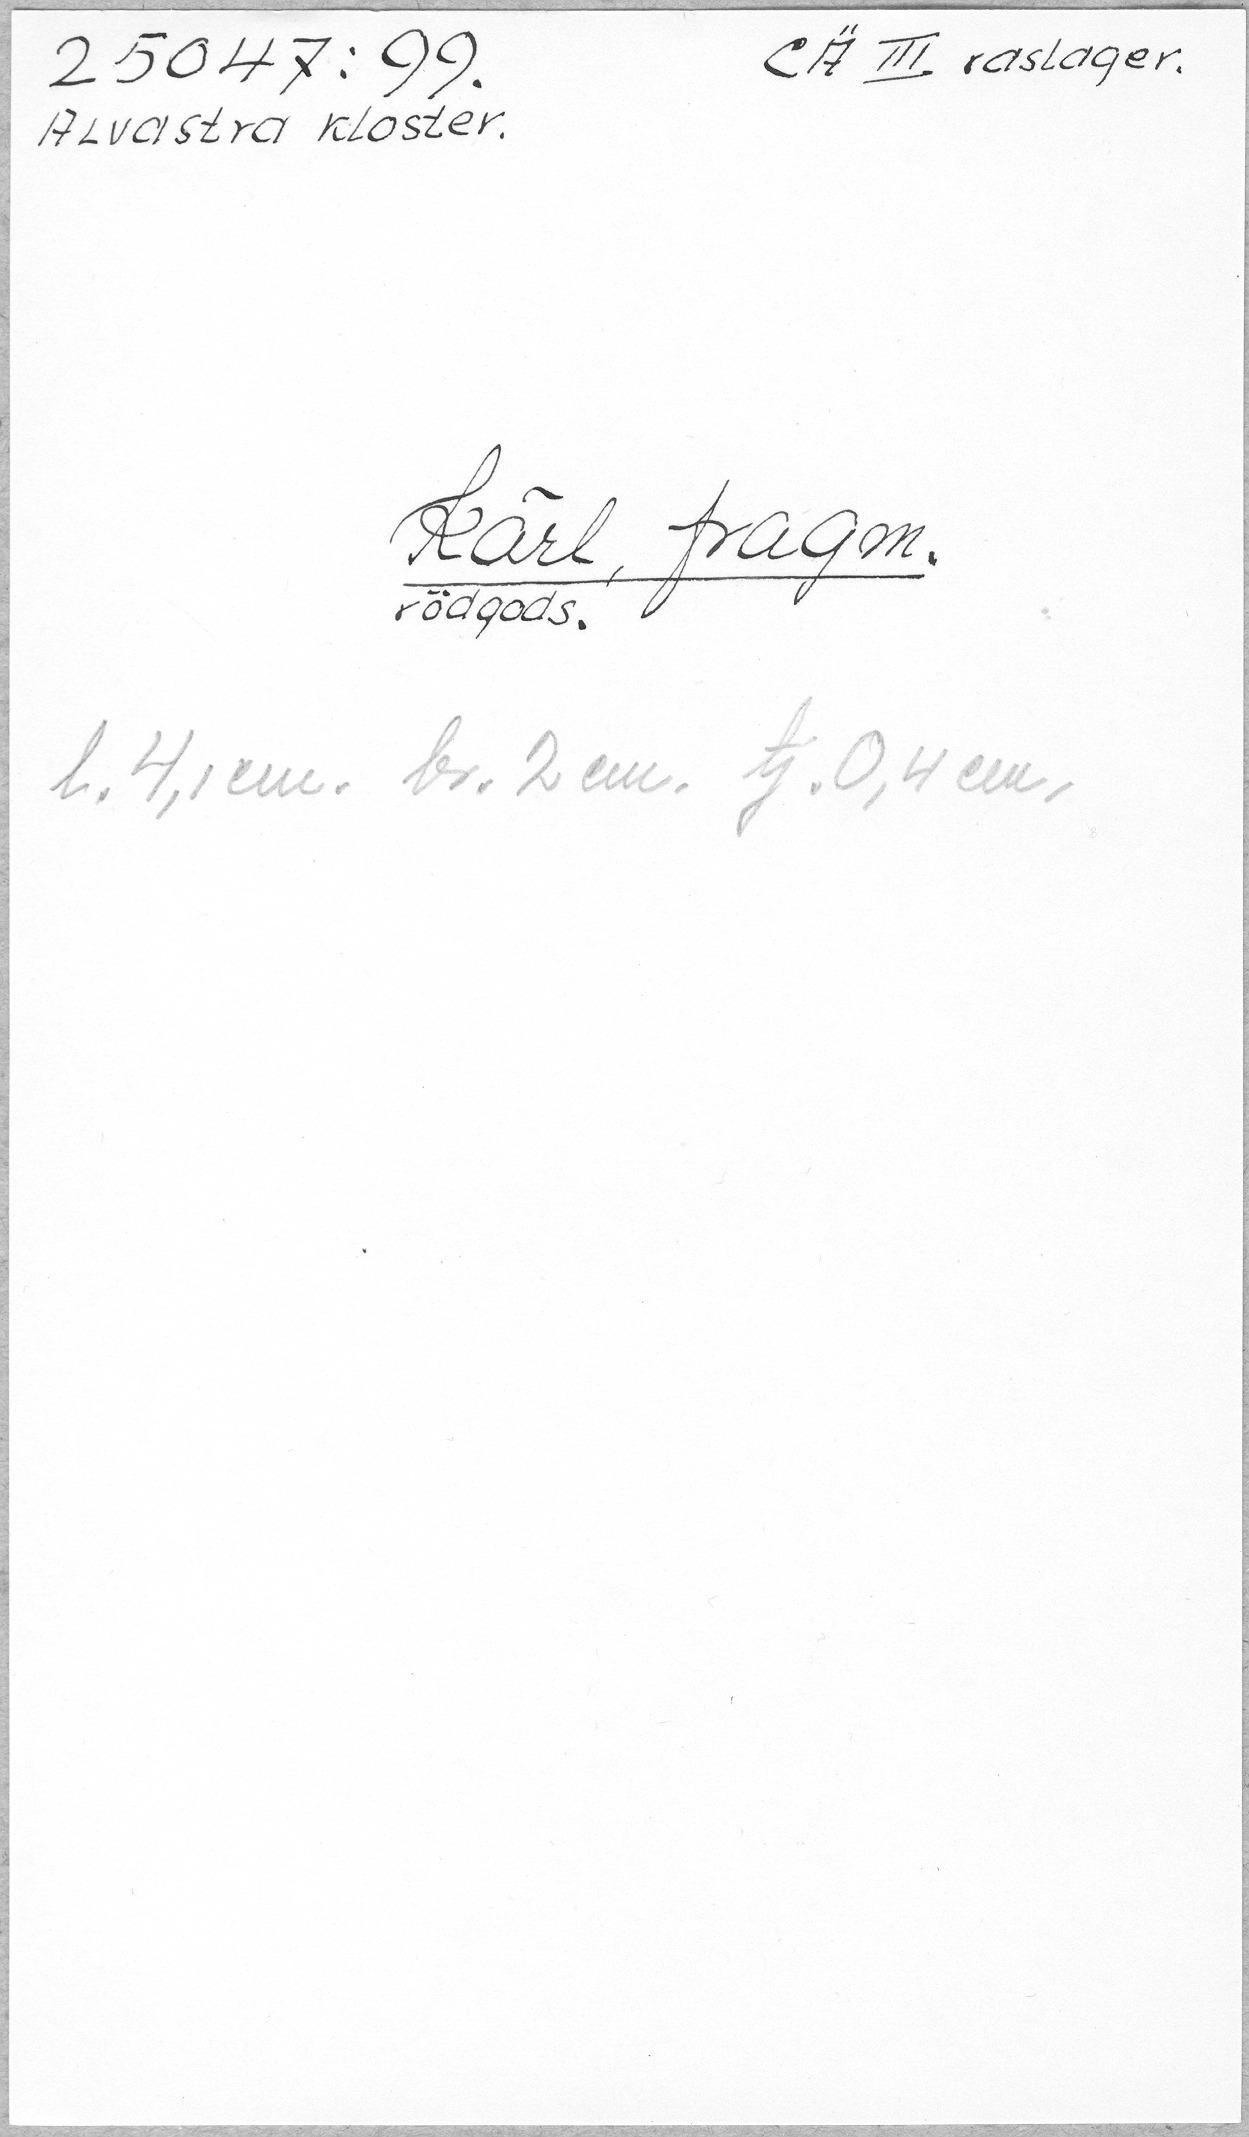 25047:99.
CÄ III raslager.
Alvastra kloster.
Kärl, fragm.
rödgods.
l. 4,1 cm. br. 2 cm. tj. 0,4 cm.